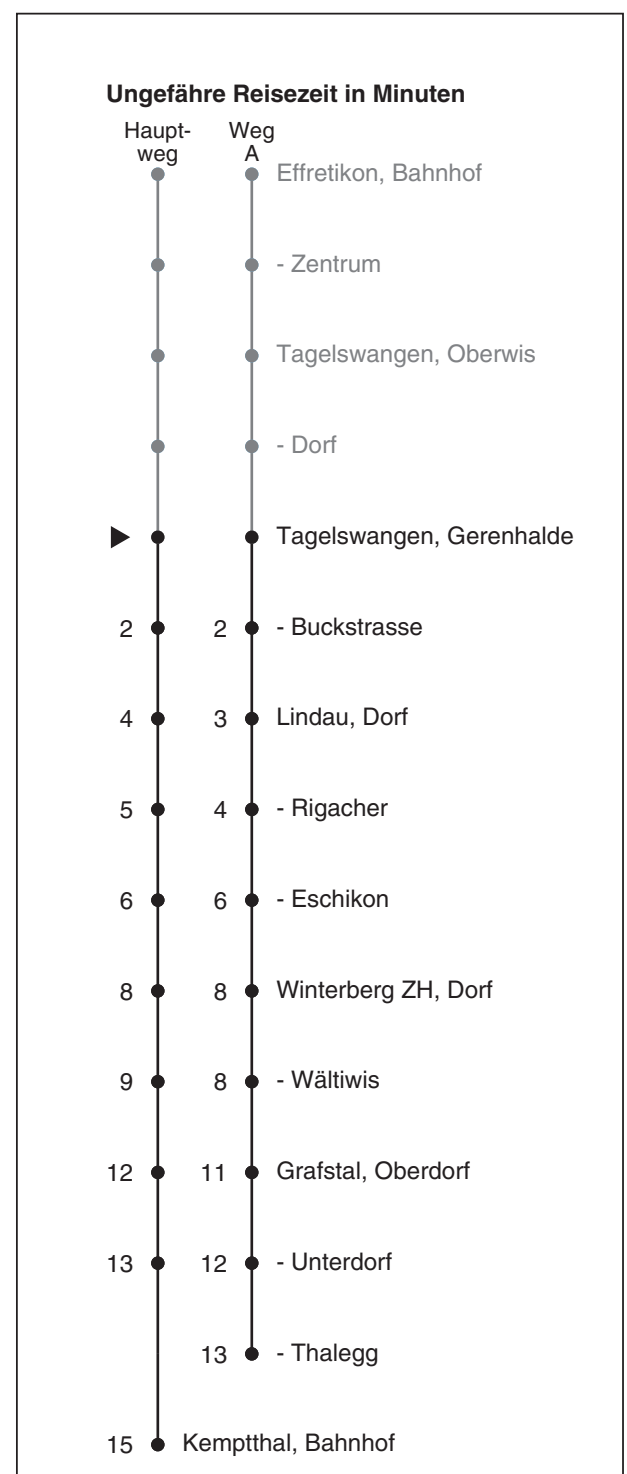 Ungefähre Reisezeit in Minuten
Haupt- Weg
weg A
Effretikon, Bahnhof
- Zentrum
Tagelswangen, Oberwis
- Dorf
Tagelswangen, Gerenhalde
2 2 - Buckstrasse
4 3 Lindau, Dorf
5 4 - Rigacher
6 6 - Eschikon
8 8 Winterberg ZH, Dorf
9 8 - Wältiwis
12 11 Grafstal, Oberdorf
13 12 - Unterdorf
13 - Thalegg
15 Kemptthal, Bahnhof